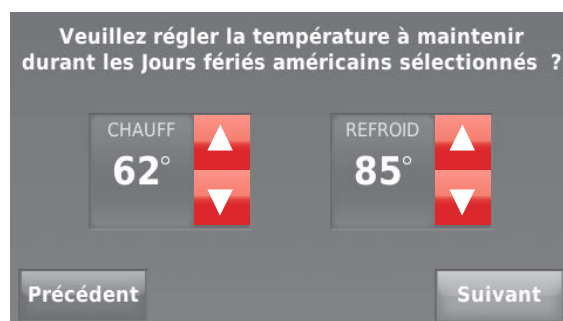 Veuillez régler la température à maintenir
durant les Jours fériés américains sélectionnés ?
CHAUFF
62°
REFROID
85°
Précédent
Suivant